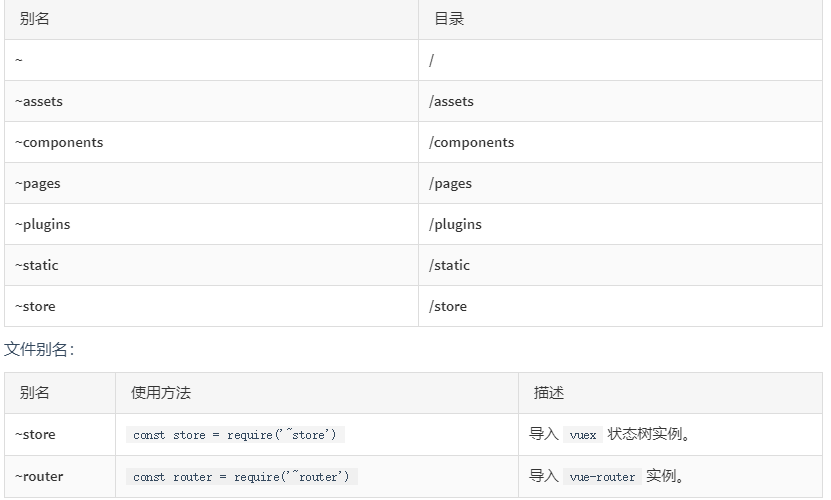 别名 目录
~ /
~assets /assets
~components /components
~pages /pages
~plugins /plugins
~static /static
~store /store
文件别名：
别名 使用方法 描述
~store const store = require('~store') 导入 vuex 状态树实例。
~router const router = require('~router') 导入 vue-router 实例。